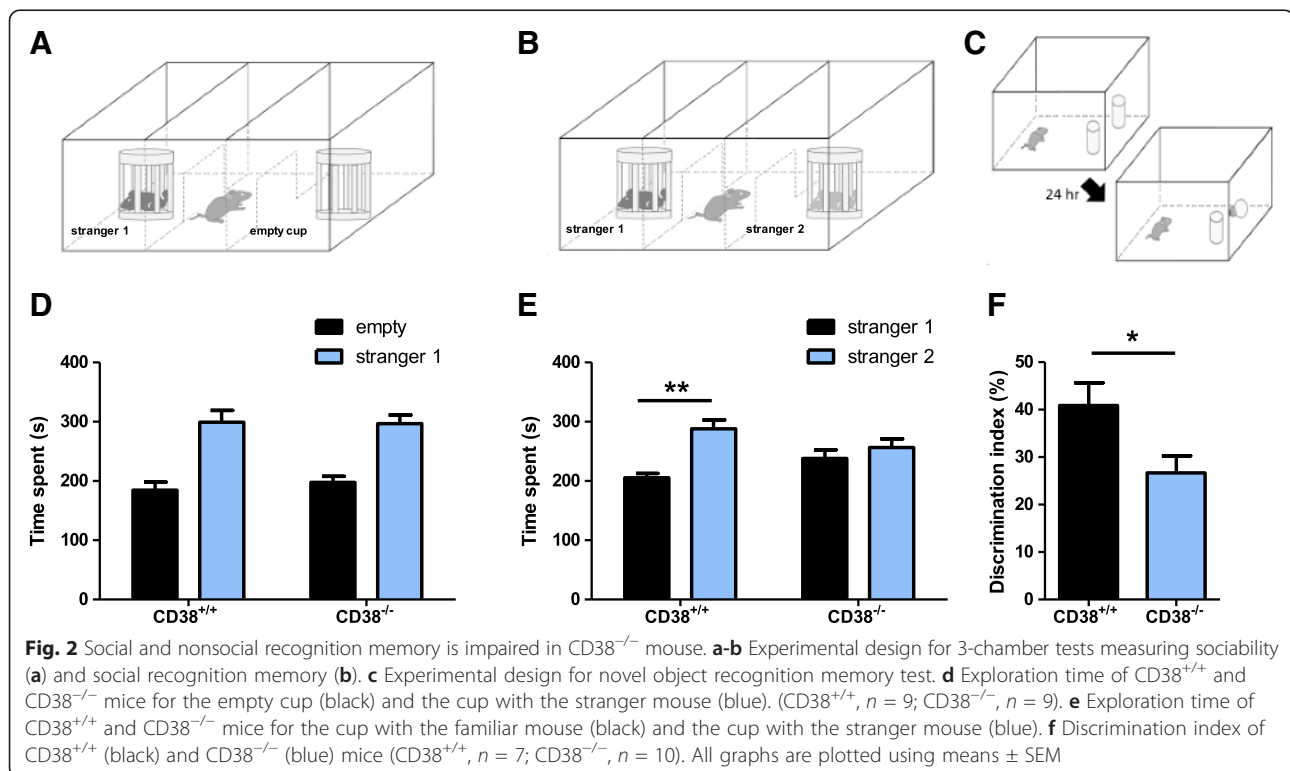 A
B
C
stranger 1
empty cup
stranger 1
stranger 2
24 hr
D
empty
stranger 1
Time spent (s)
400
300
200
100
0
CD38+/+
CD38-/-
E
stranger 1
stranger 2
**
Time spent (s)
400
300
200
100
0
CD38+/+
CD38-/-
F
*
Discrimination index (%)
50
40
30
20
10
0
CD38+/+
CD38-/-
Fig. 2 Social and nonsocial recognition memory is impaired in CD38−/− mouse. a-b Experimental design for 3-chamber tests measuring sociability
(a) and social recognition memory (b). c Experimental design for novel object recognition memory test. d Exploration time of CD38+/+ and
CD38−/− mice for the empty cup (black) and the cup with the stranger mouse (blue). (CD38+/+, n = 9; CD38−/−, n = 9). e Exploration time of
CD38+/+ and CD38−/− mice for the cup with the familiar mouse (black) and the cup with the stranger mouse (blue). f Discrimination index of
CD38+/+ (black) and CD38−/− (blue) mice (CD38+/+, n = 7; CD38−/−, n = 10). All graphs are plotted using means ± SEM